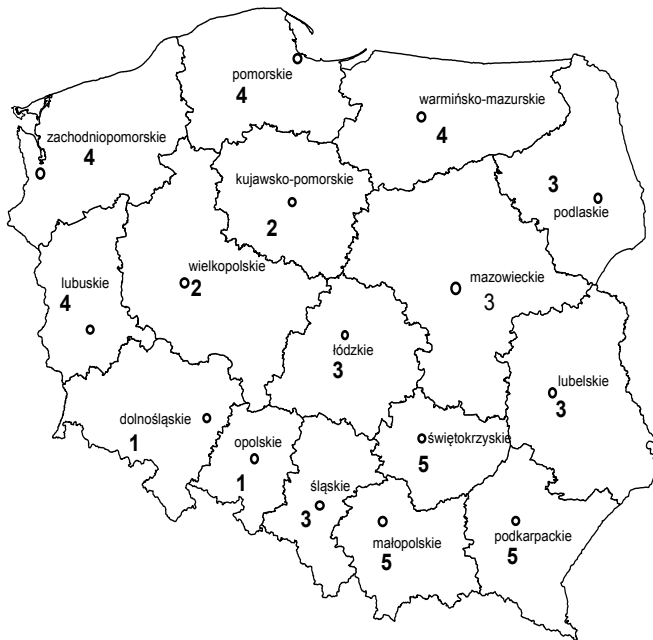 pomorskie
4
warmińsko-mazurskie
4
zachodniopomorskie
4
kujawsko-pomorskie
2
3
podlaskie
wielkopolskie
2
mazowieckie
3
lubuskie
4
łódzkie
3
lubelskie
3
dolnośląskie
1
opolskie
1
świętokrzyskie
5
śląskie
3
małopolskie
5
podkarpackie
5